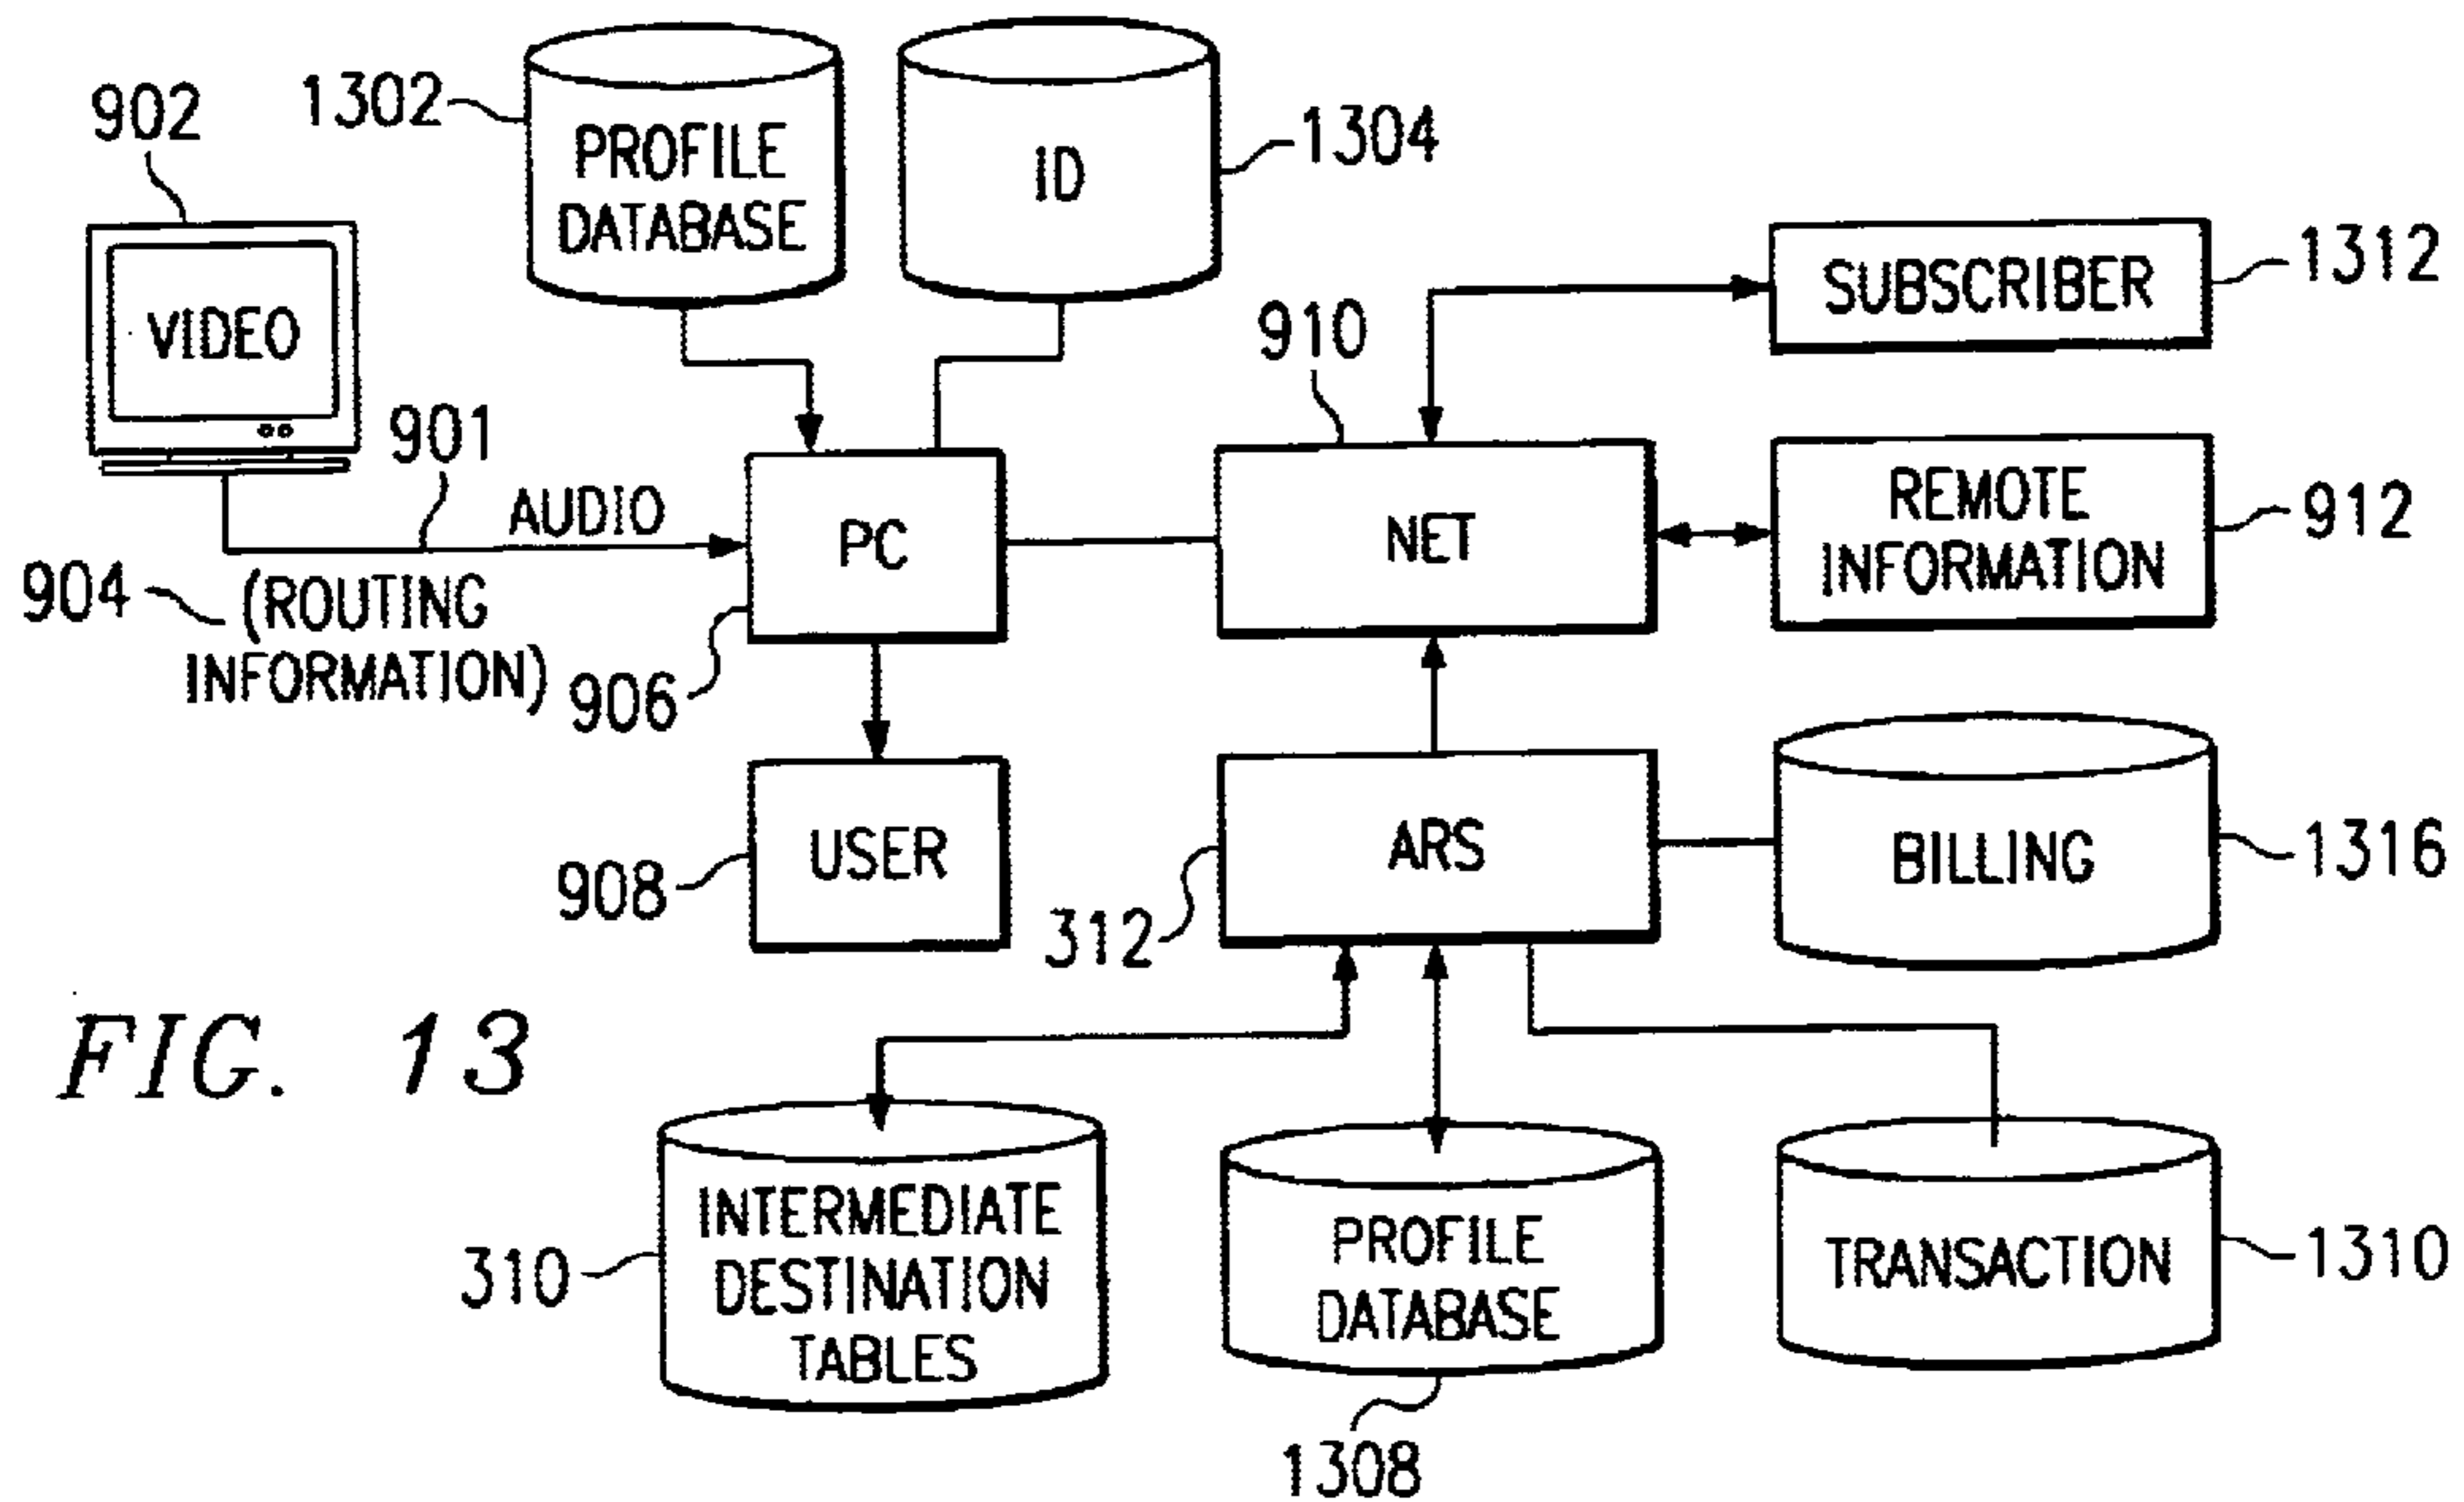 902
1302
PROFILE
DATABASE
ID
1304
VIDEO
SUBSCRIBER
1312
910
901
AUDIO
904
(ROUTING
INFORMATION)
906
PC
NET
REMOTE
INFORMATION
912
USER
908
ARS
312
BILLING
1316
FIG. 13
310
INTERMEDIATE
DESTINATION
TABLES
PROFILE
DATABASE
1308
TRANSACTION
1310